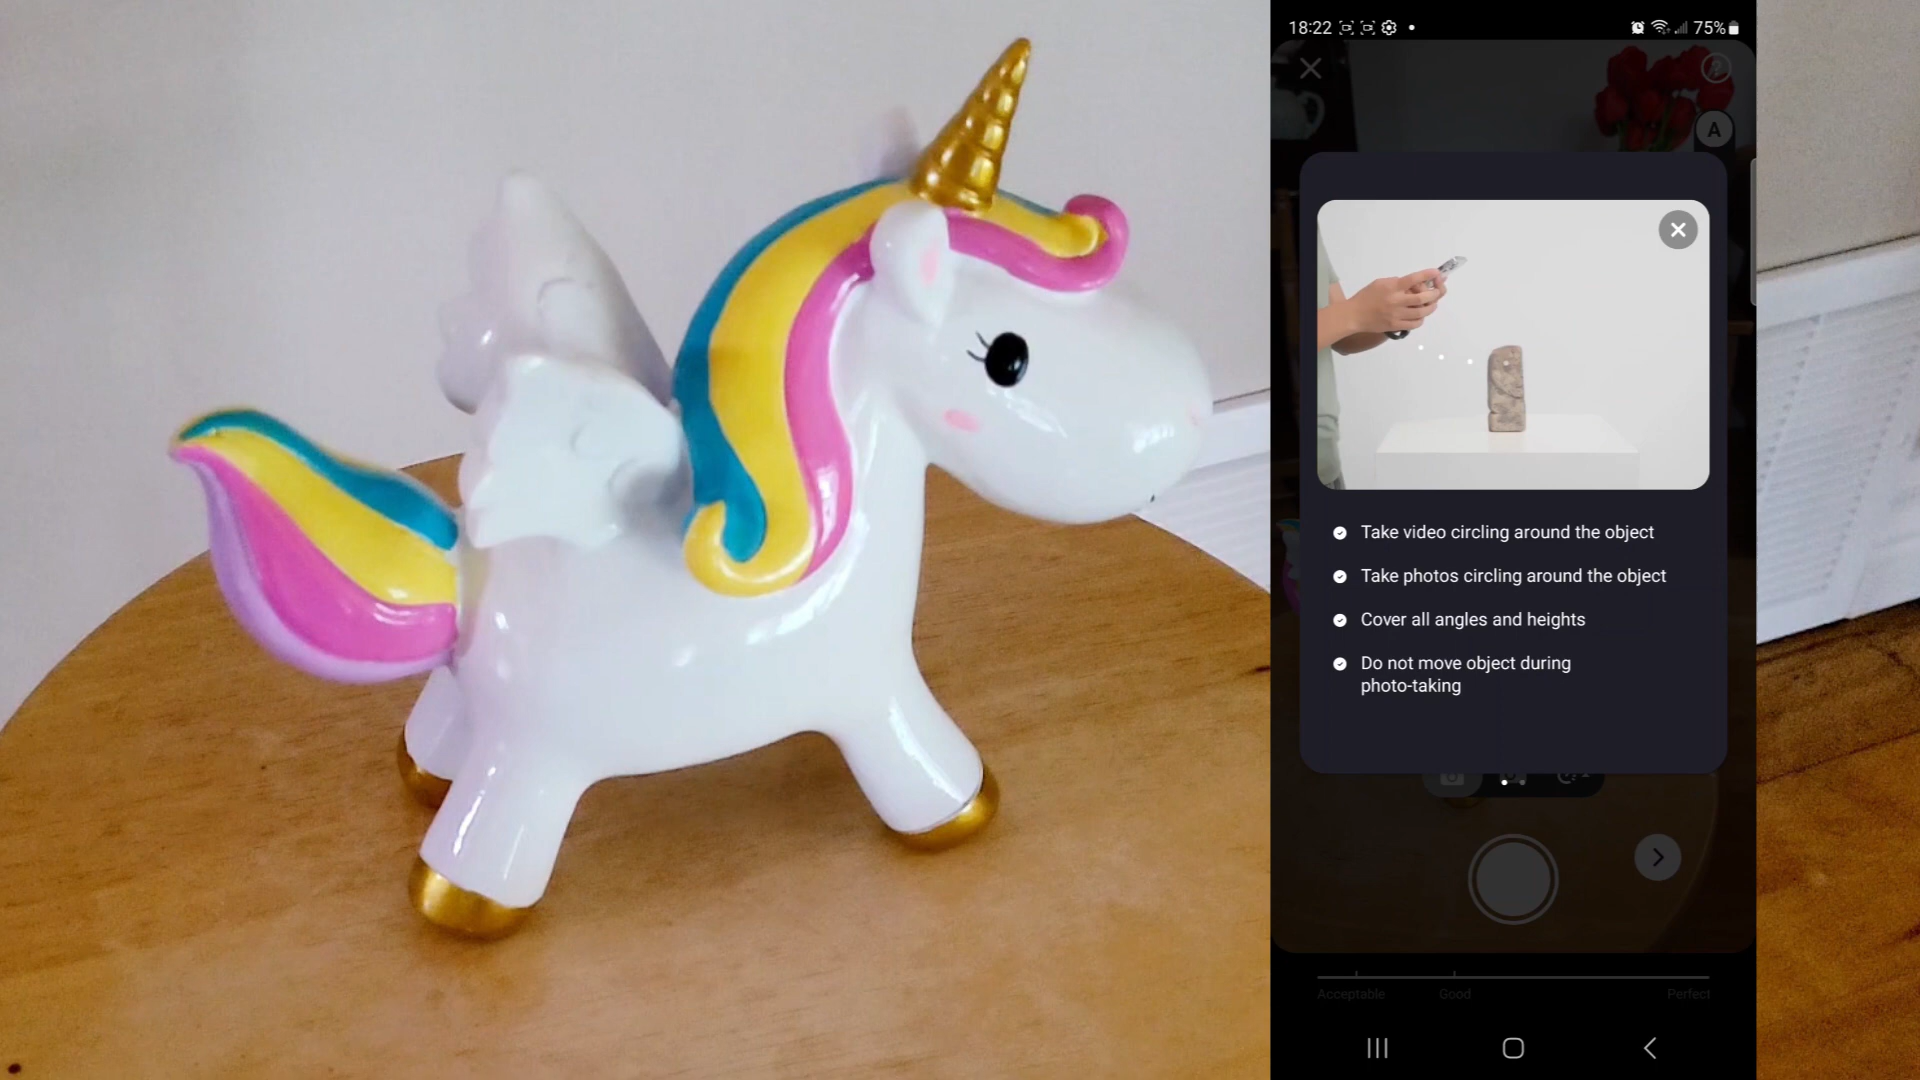 18:22
75%
A
Take video circling around the object
Take photos circling around the object
Cover all angles and heights
Do not move object during
photo-taking
Acceptable Good Perfect